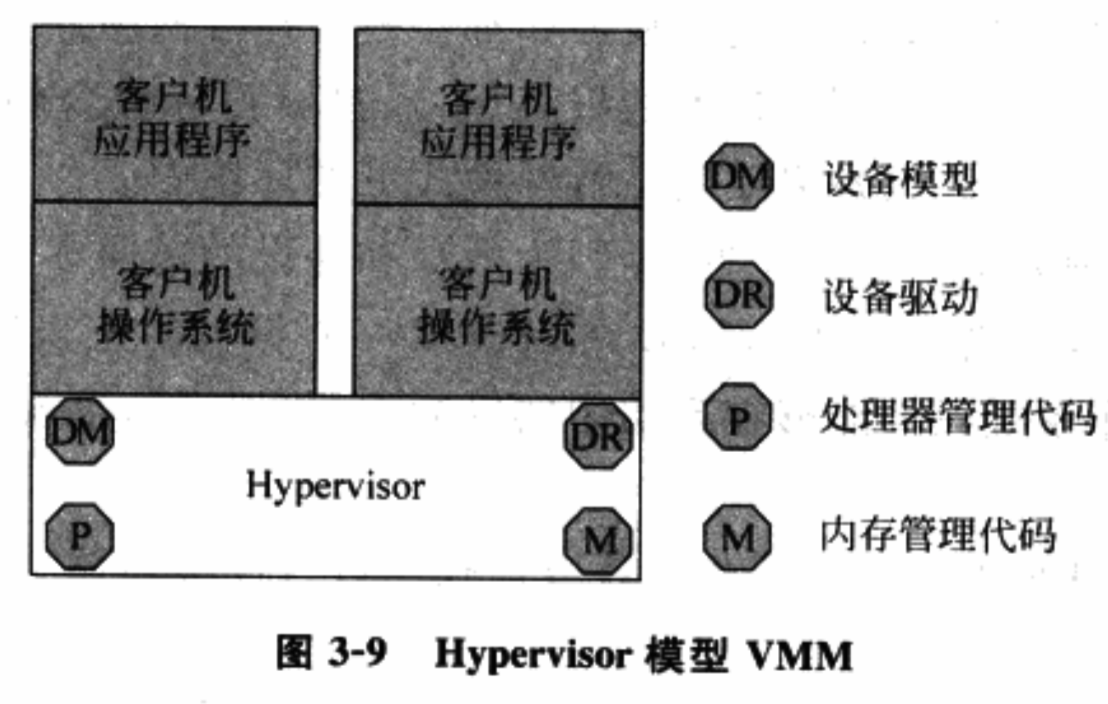 客户机
应用程序
客户机
应用程序
客户机
操作系统
客户机
操作系统
DM
DR
Hypervisor
P
M
DM 设备模型
DR 设备驱动
P 处理器管理代码
M 内存管理代码
图 3-9 Hypervisor 模型 VMM